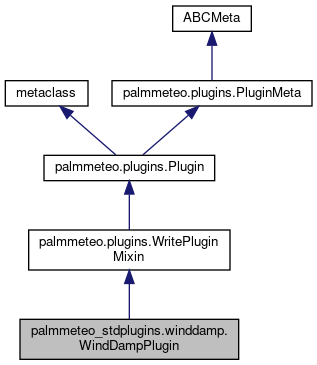 ABCMeta
metaclass
palmmeteo.plugins.PluginMeta
palmmeteo.plugins.Plugin
palmmeteo.plugins.WritePlugin
Mixin
palmmeteo_stdplugins.winddamp.
WindDampPlugin